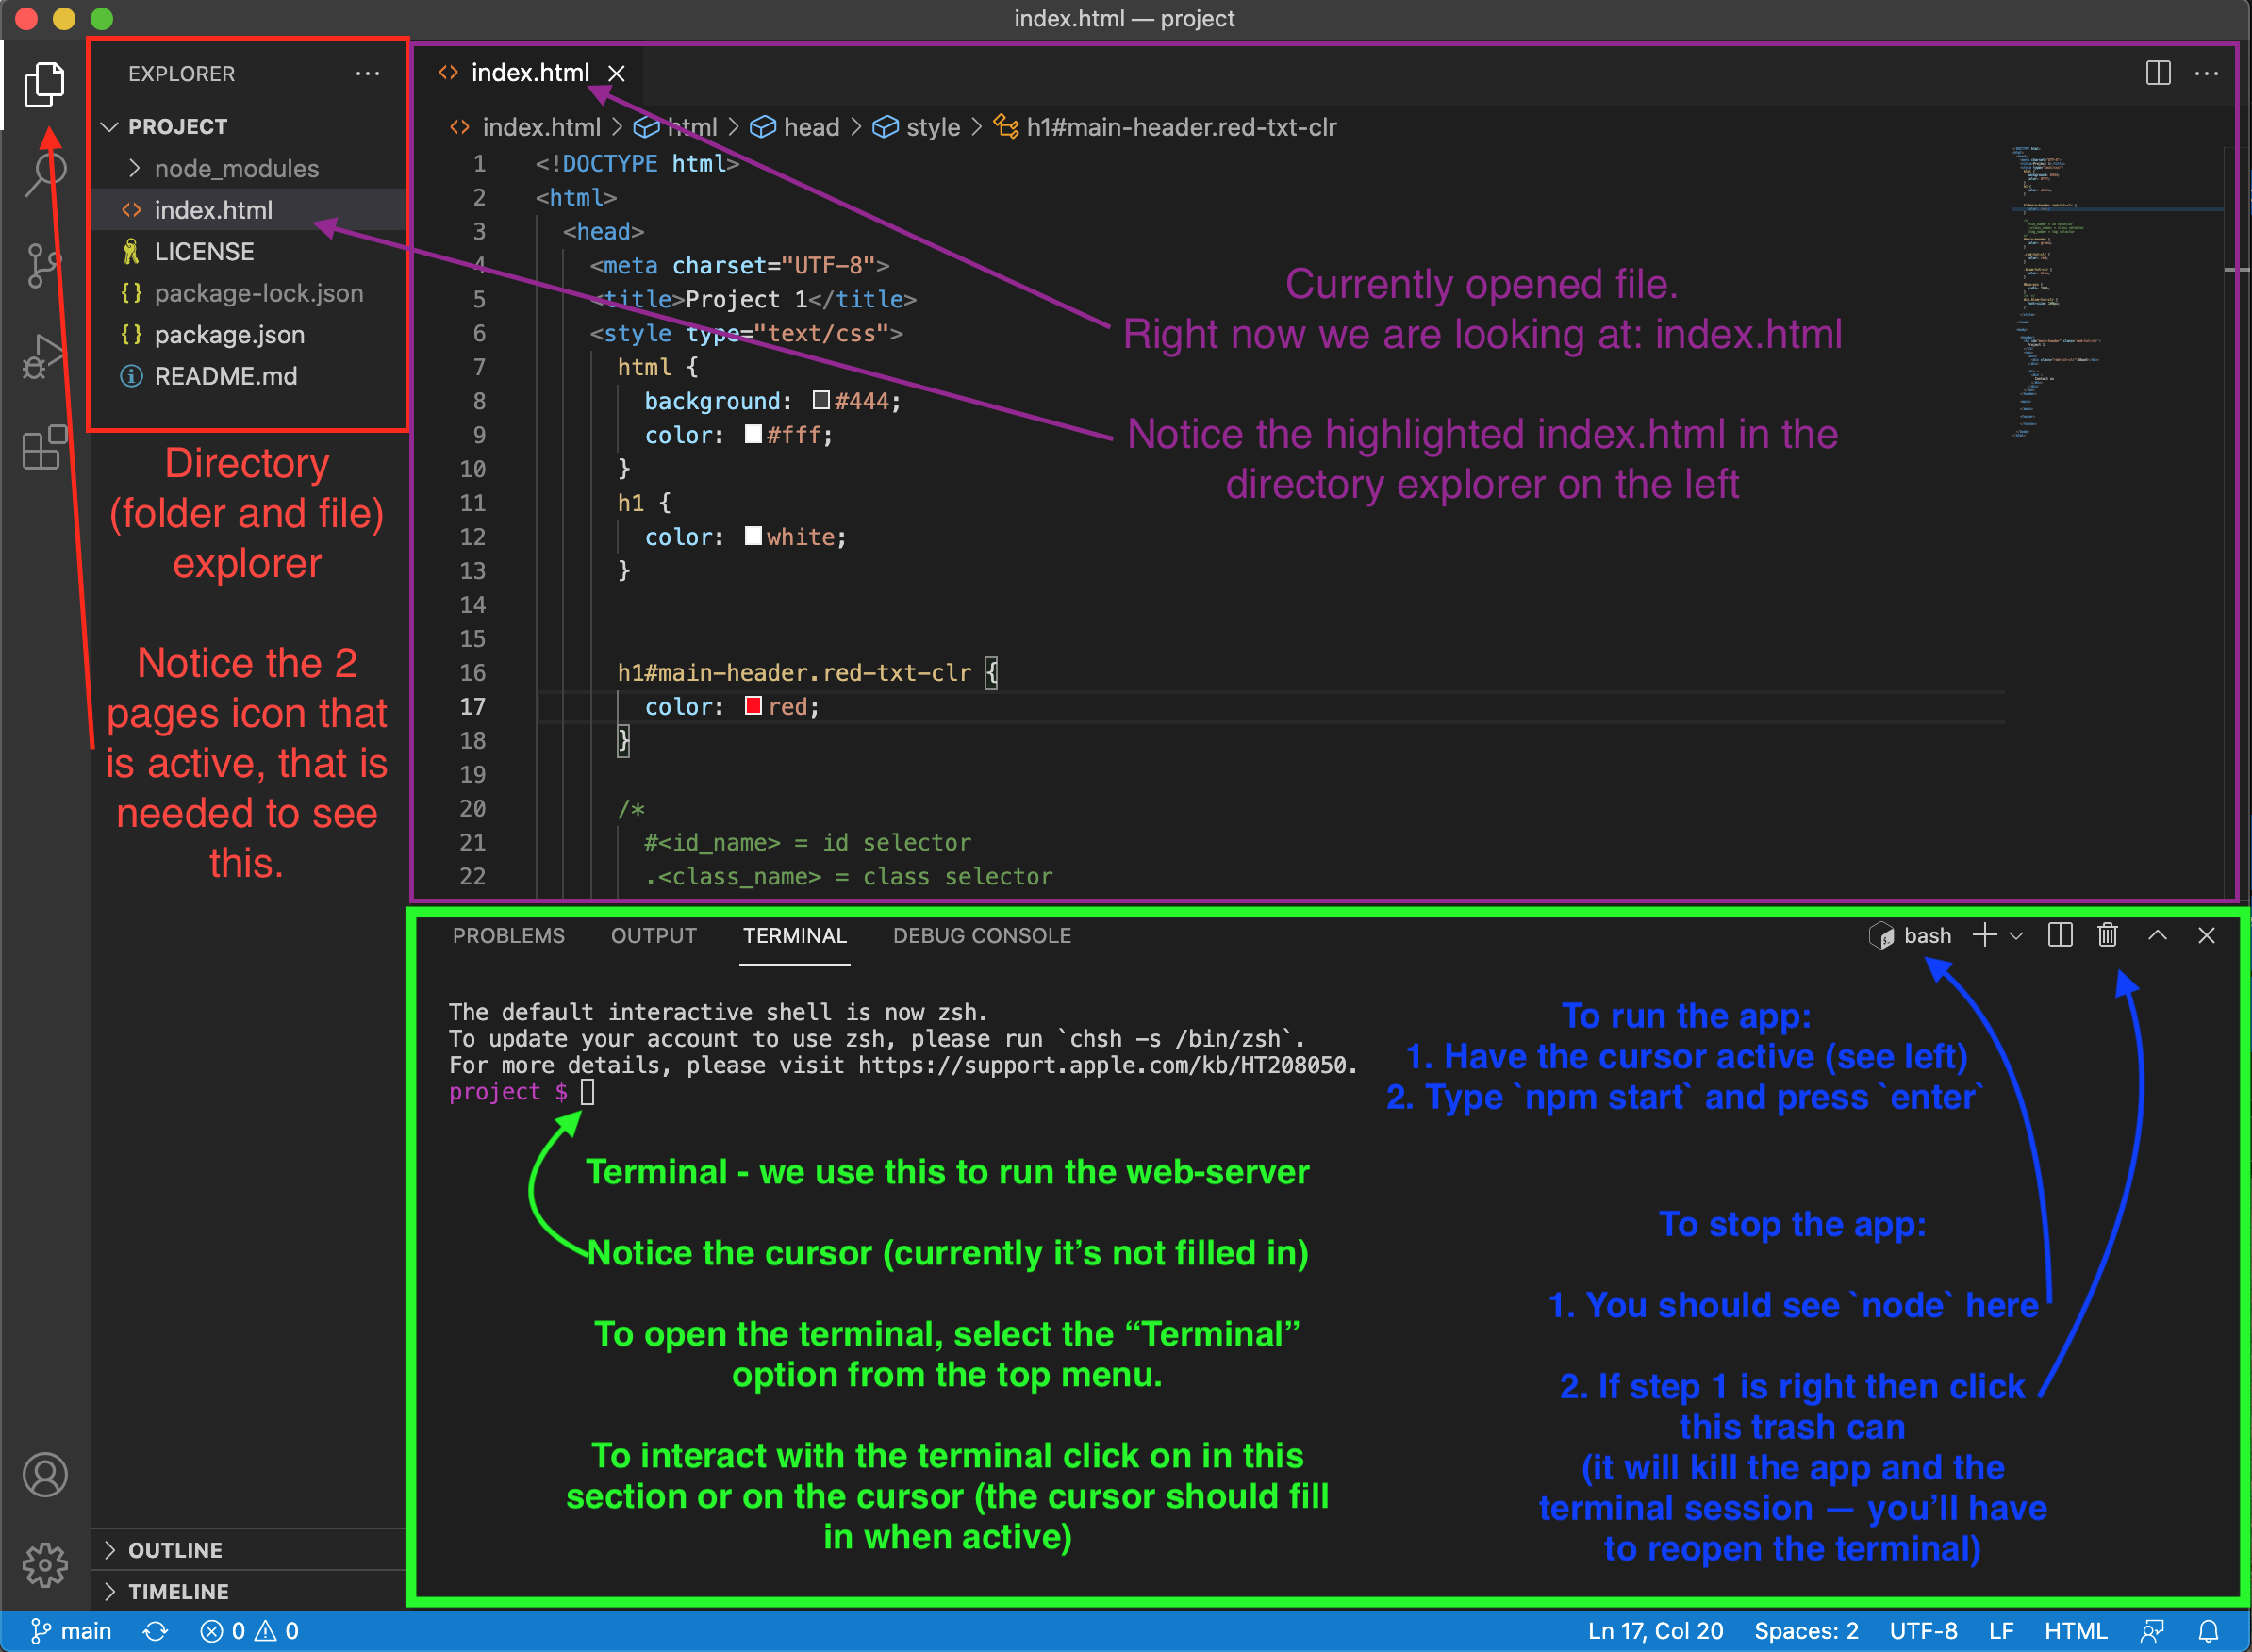 index.html — project
EXPLORER
PROJECT
node_modules
index.html
LICENSE
package-lock.json
package.json
README.md
Directory
(folder and file)
explorer
Notice the 2
pages icon that
is active, that is
needed to see
this.
OUTLINE
TIMELINE
index.html
index.html > html > head > style > h1#main-header.red-txt-clr
1 <!DOCTYPE html>
2 <html>
3 <head>
4 <meta charset="UTF-8">
5 <title>Project 1</title>
6 <style type="text/css">
7 html {
8 background: #444;
9 color: #fff;
10 }
11 h1 {
12 color: white;
13 }
14
15
16 h1#main-header.red-txt-clr {
17 color: red;
18 }
19
20 /*
21 #<id_name> = id selector
22 .<class_name> = class selector
Currently opened file.
Right now we are looking at: index.html
Notice the highlighted index.html in the
directory explorer on the left
PROBLEMS OUTPUT TERMINAL DEBUG CONSOLE
bash
The default interactive shell is now zsh.
To update your account to use zsh, please run `chsh -s /bin/zsh`.
For more details, please visit https://support.apple.com/kb/HT208050.
project $
Terminal - we use this to run the web-server
Notice the cursor (currently it’s not filled in)
To open the terminal, select the “Terminal”
option from the top menu.
To interact with the terminal click on in this
section or on the cursor (the cursor should fill
in when active)
To run the app:
1. Have the cursor active (see left)
2. Type `npm start` and press `enter`
To stop the app:
1. You should see `node` here
2. If step 1 is right then click
this trash can
(it will kill the app and the
terminal session — you’ll have
to reopen the terminal)
main 0 0 Ln 17, Col 20 Spaces: 2 UTF-8 LF HTML